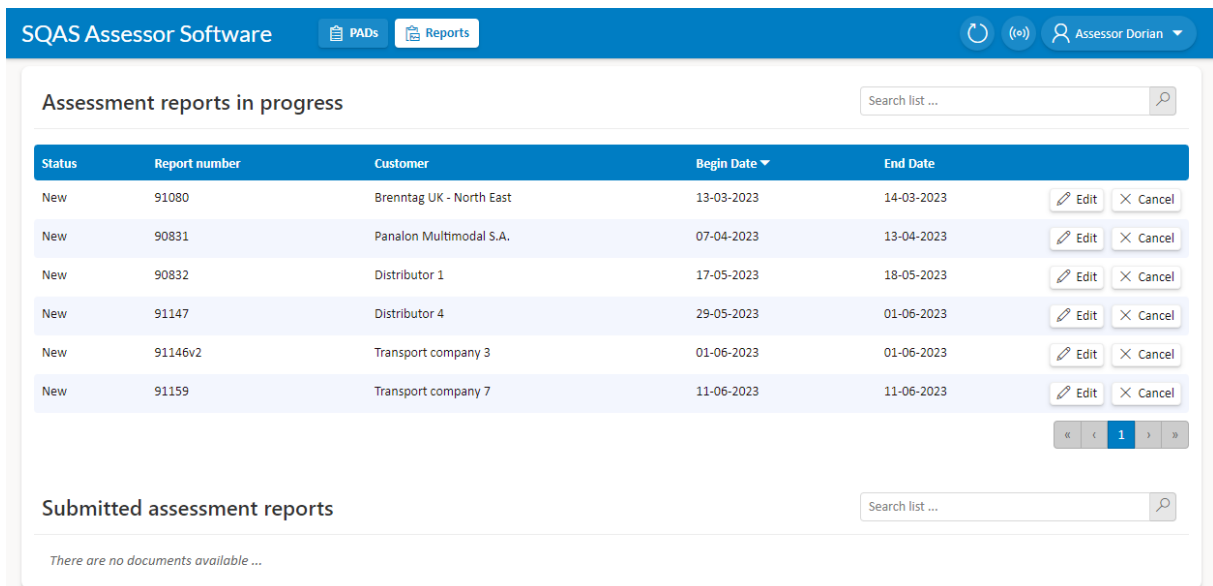 SQAS Assessor Software PADs Reports Assessor Dorian
Assessment reports in progress Search list ...
Status Report number Customer Begin Date End Date
New 91080 Brenntag UK - North East 13-03-2023 14-03-2023 Edit Cancel
New 90831 Panalon Multimodal S.A. 07-04-2023 13-04-2023 Edit Cancel
New 90832 Distributor 1 17-05-2023 18-05-2023 Edit Cancel
New 91147 Distributor 4 29-05-2023 01-06-2023 Edit Cancel
New 91146v2 Transport company 3 01-06-2023 01-06-2023 Edit Cancel
New 91159 Transport company 7 11-06-2023 11-06-2023 Edit Cancel
« ‹ 1 › »
Submitted assessment reports Search list ...
There are no documents available ...